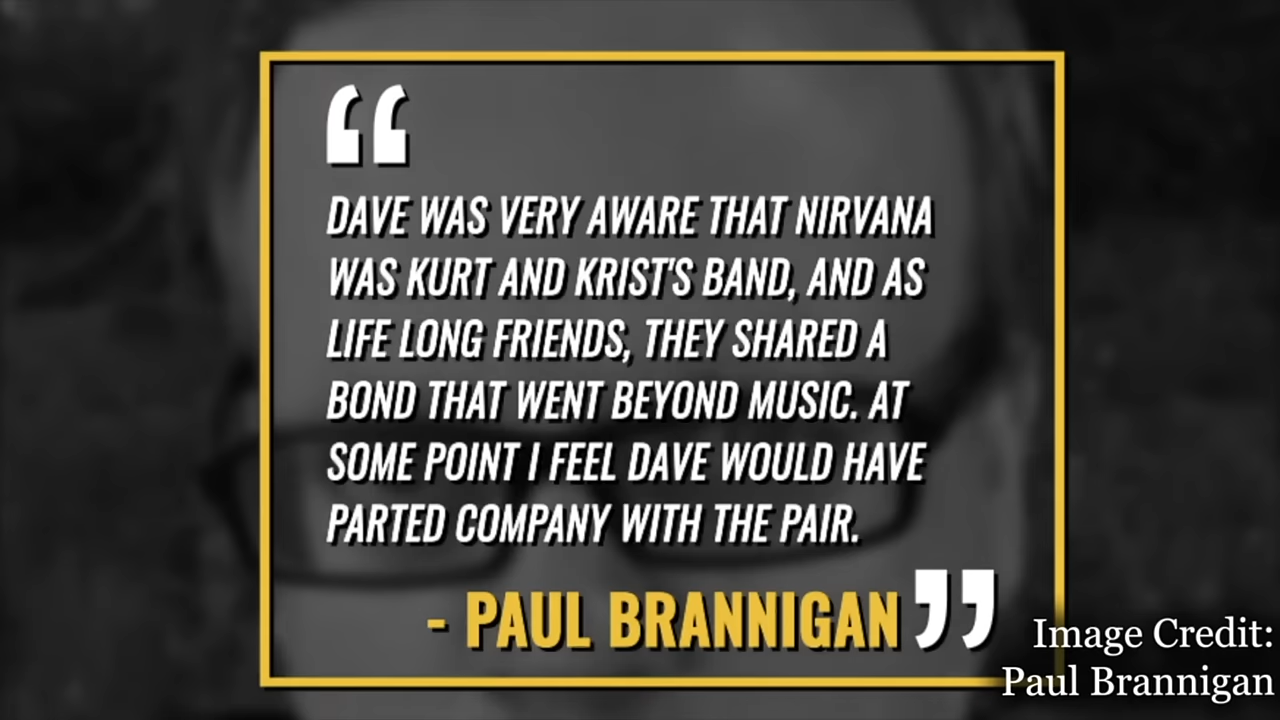 “
DAVE WAS VERY AWARE THAT NIRVANA
WAS KURT AND KRIST'S BAND, AND AS
LIFE LONG FRIENDS, THEY SHARED A
BOND THAT WENT BEYOND MUSIC. AT
SOME POINT I FEEL DAVE WOULD HAVE
PARTED COMPANY WITH THE PAIR.
- PAUL BRANNIGAN ”
Image Credit:
Paul Brannigan